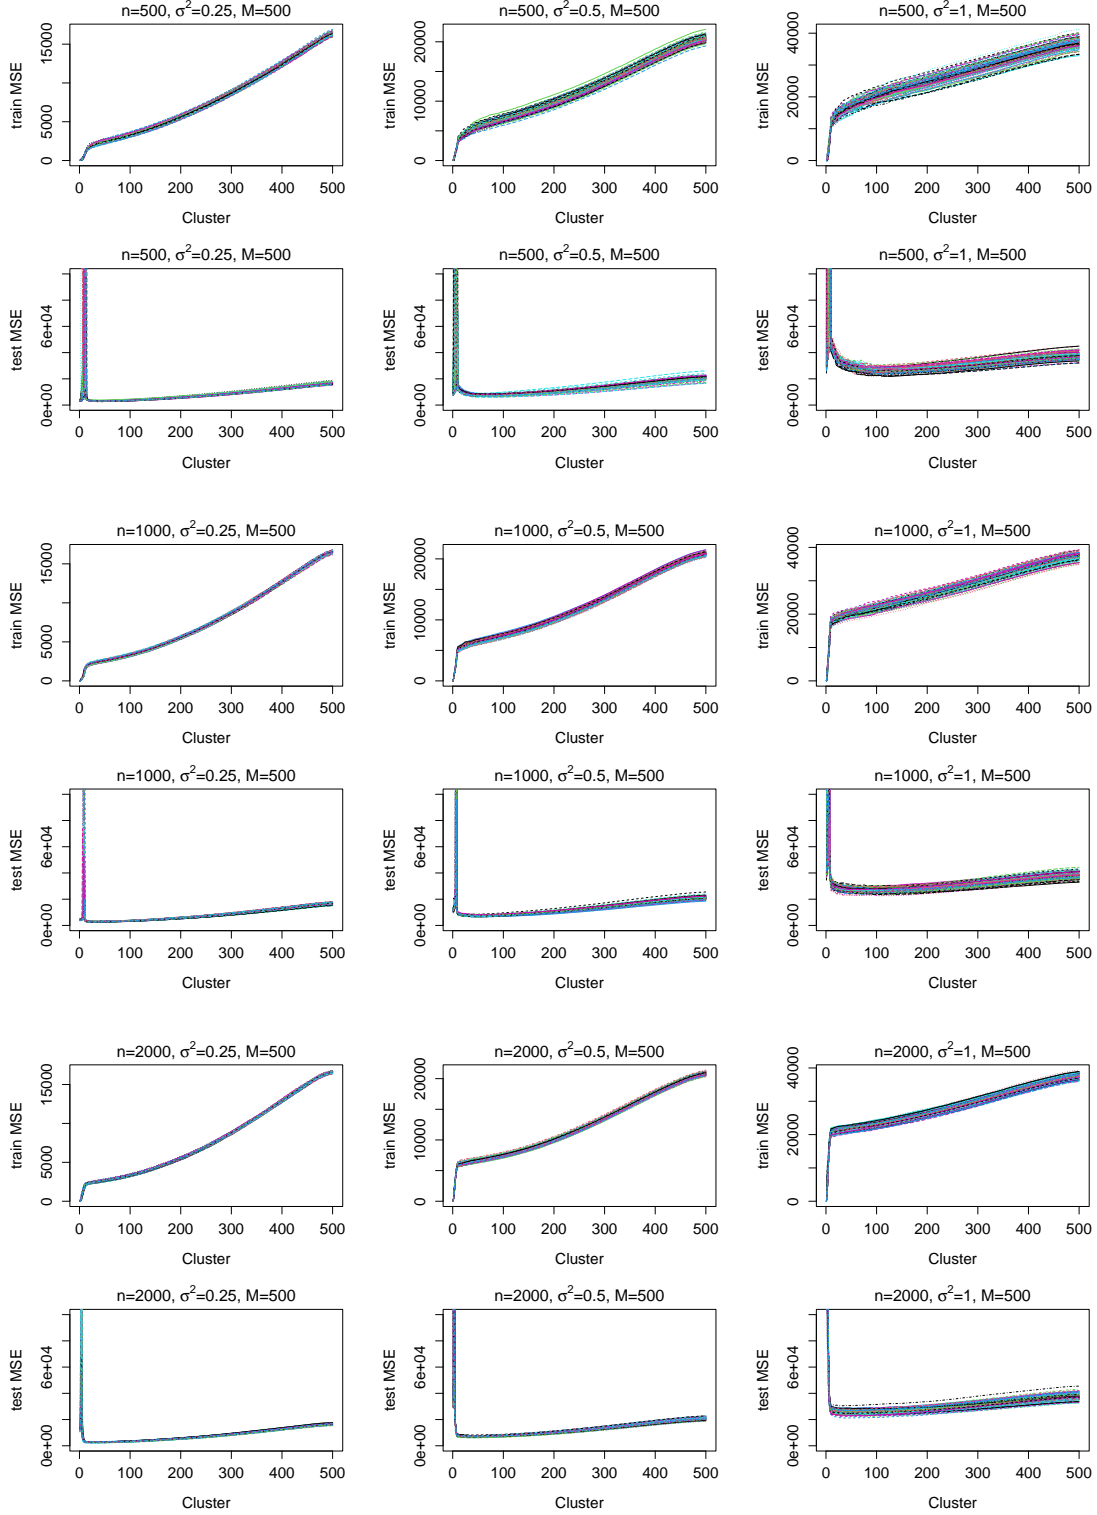 n=500, σ²=0.25, M=500
train MSE
0 5000 15000
0 100 200 300 400 500
Cluster
n=500, σ²=0.5, M=500
train MSE
0 10000 20000
0 100 200 300 400 500
Cluster
n=500, σ²=1, M=500
train MSE
0 20000 40000
0 100 200 300 400 500
Cluster
n=500, σ²=0.25, M=500
test MSE
0e+00 6e+04
0 100 200 300 400 500
Cluster
n=500, σ²=0.5, M=500
test MSE
0e+00 6e+04
0 100 200 300 400 500
Cluster
n=500, σ²=1, M=500
test MSE
0e+00 6e+04
0 100 200 300 400 500
Cluster
n=1000, σ²=0.25, M=500
train MSE
0 5000 15000
0 100 200 300 400 500
Cluster
n=1000, σ²=0.5, M=500
train MSE
0 10000 20000
0 100 200 300 400 500
Cluster
n=1000, σ²=1, M=500
train MSE
0 20000 40000
0 100 200 300 400 500
Cluster
n=1000, σ²=0.25, M=500
test MSE
0e+00 6e+04
0 100 200 300 400 500
Cluster
n=1000, σ²=0.5, M=500
test MSE
0e+00 6e+04
0 100 200 300 400 500
Cluster
n=1000, σ²=1, M=500
test MSE
0e+00 6e+04
0 100 200 300 400 500
Cluster
n=2000, σ²=0.25, M=500
train MSE
0 5000 15000
0 100 200 300 400 500
Cluster
n=2000, σ²=0.5, M=500
train MSE
0 10000 20000
0 100 200 300 400 500
Cluster
n=2000, σ²=1, M=500
train MSE
0 20000 40000
0 100 200 300 400 500
Cluster
n=2000, σ²=0.25, M=500
test MSE
0e+00 6e+04
0 100 200 300 400 500
Cluster
n=2000, σ²=0.5, M=500
test MSE
0e+00 6e+04
0 100 200 300 400 500
Cluster
n=2000, σ²=1, M=500
test MSE
0e+00 6e+04
0 100 200 300 400 500
Cluster